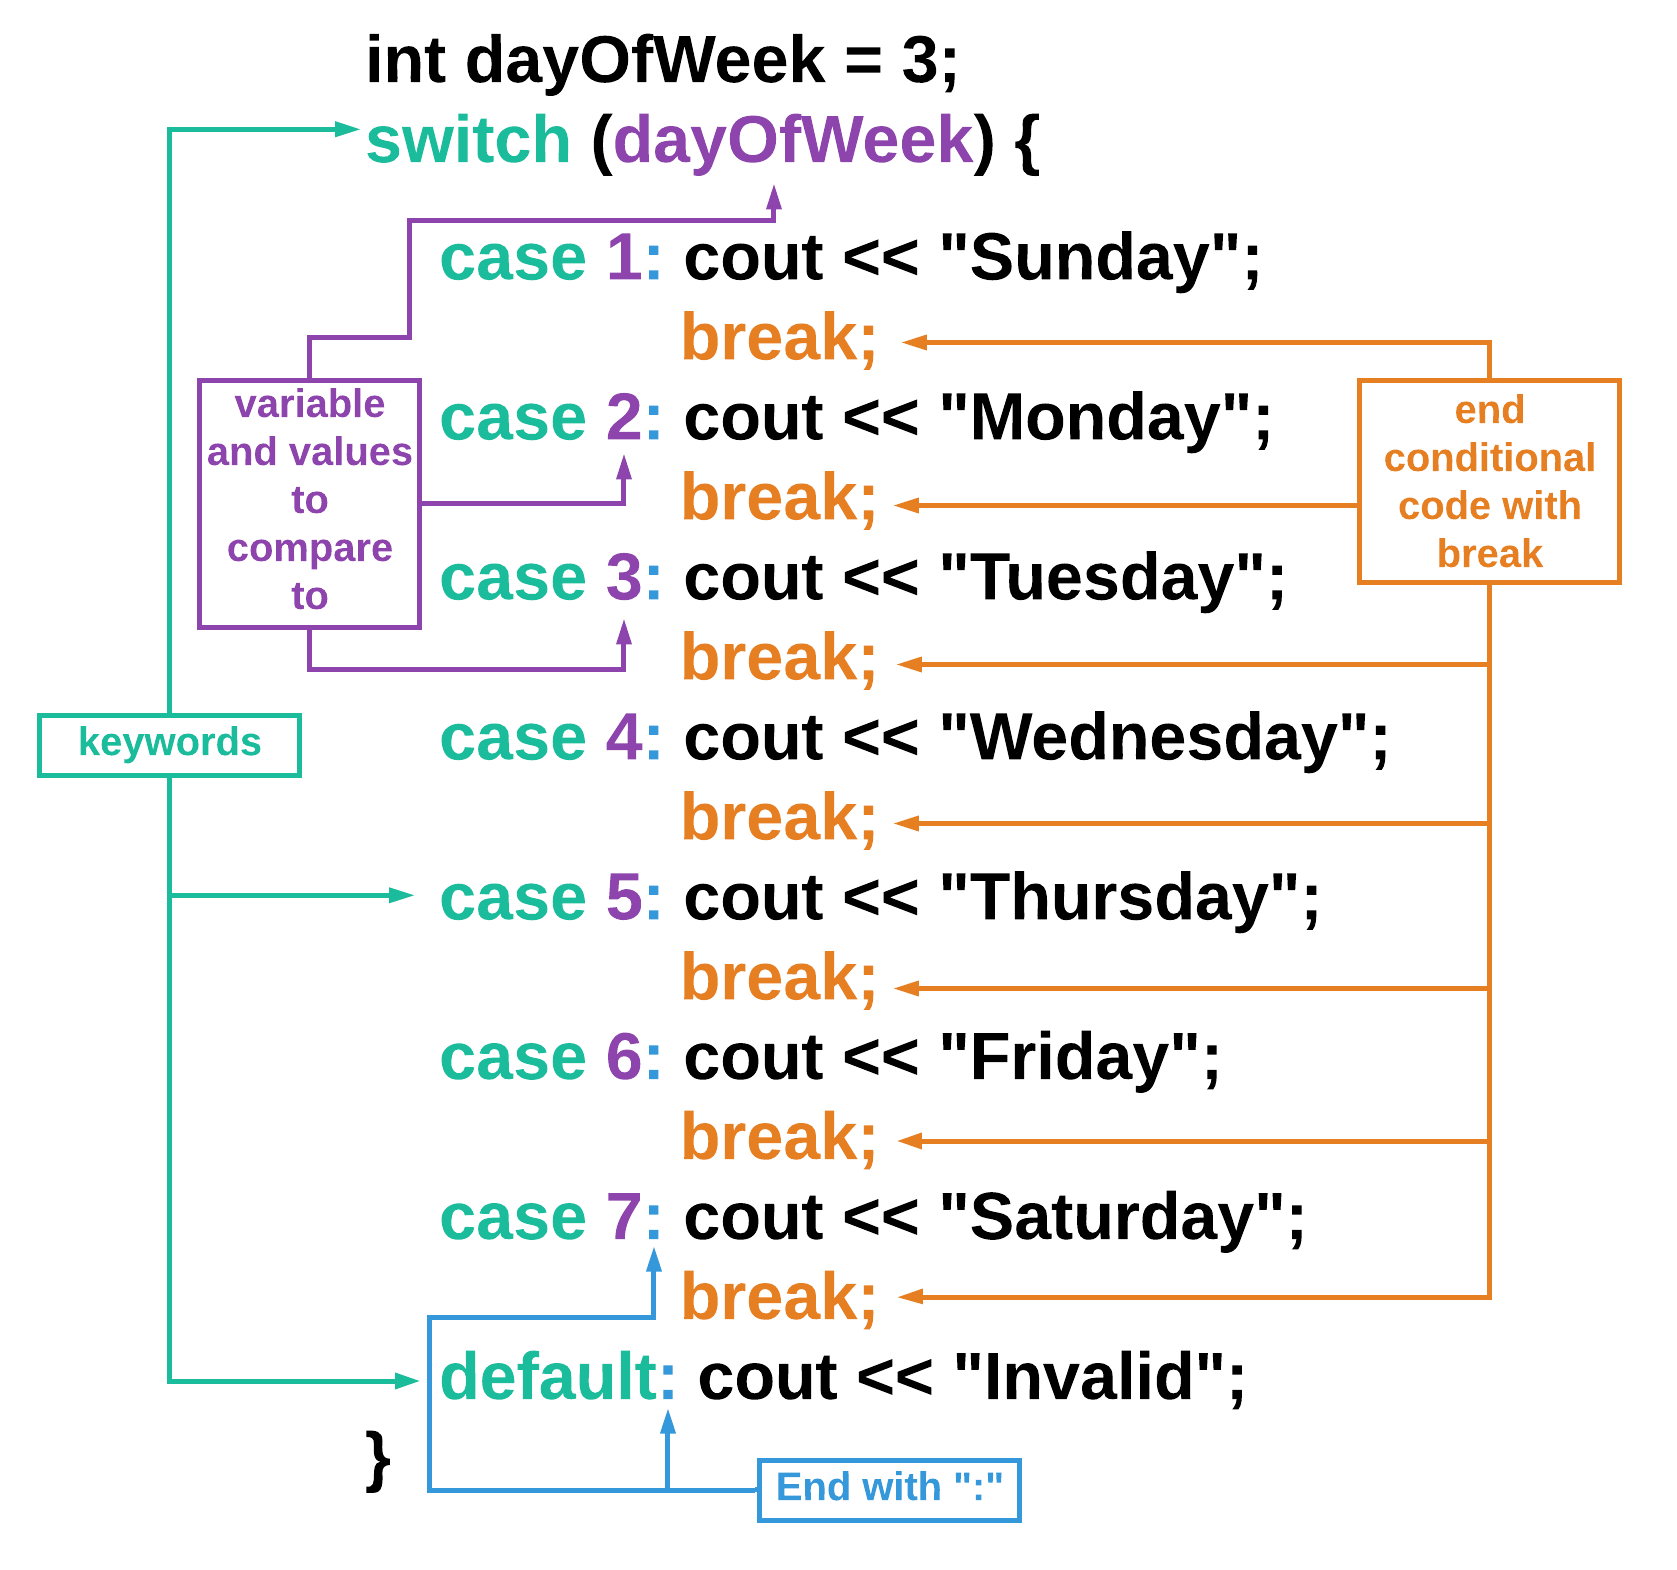 int dayOfWeek = 3;
switch (dayOfWeek) {
case 1: cout << "Sunday";
break;
case 2: cout << "Monday";
break;
case 3: cout << "Tuesday";
break;
case 4: cout << "Wednesday";
break;
case 5: cout << "Thursday";
break;
case 6: cout << "Friday";
break;
case 7: cout << "Saturday";
break;
default: cout << "Invalid";
}
variable
and values
to
compare
to
end
conditional
code with
break
keywords
End with ":"